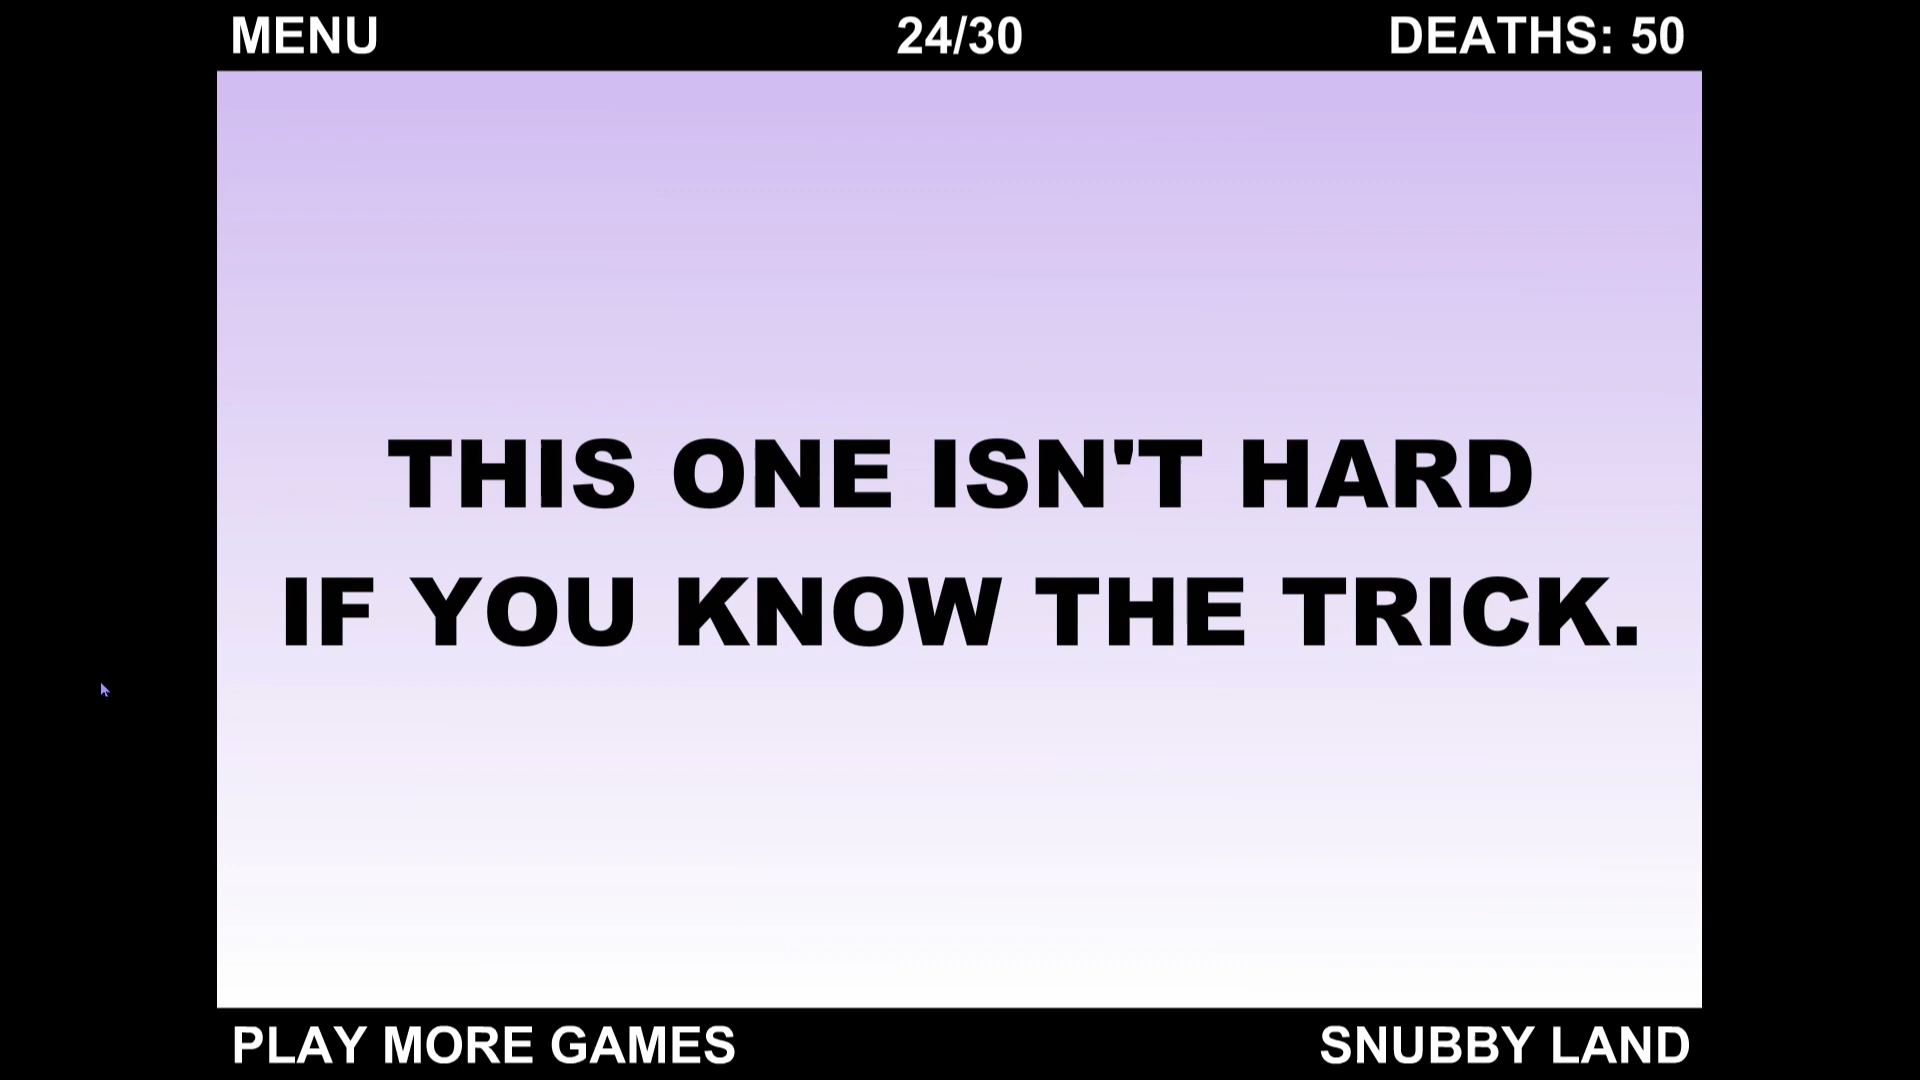 MENU 24/30 DEATHS: 50
THIS ONE ISN'T HARD
IF YOU KNOW THE TRICK.
PLAY MORE GAMES SNUBBY LAND